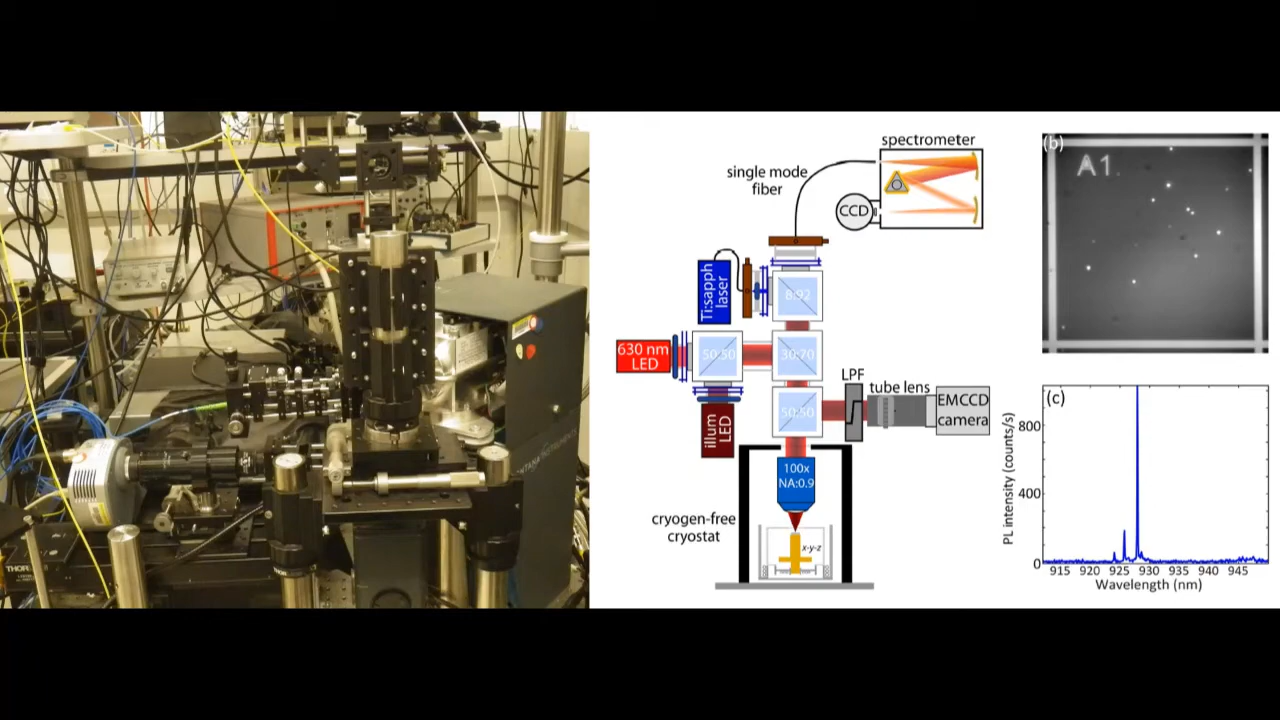 spectrometer
single mode
fiber
CCD
Ti:sapph
laser
8:92
630 nm
LED
50:50
30:70
illum
LED
50:50
LPF
tube lens
EMCCD
camera
100x
NA:0.9
cryogen-free
cryostat
x-y-z
(b)
A1
(c)
PL intensity (counts/s)
800
400
0
915 920 925 930 935 940 945
Wavelength (nm)
THOR